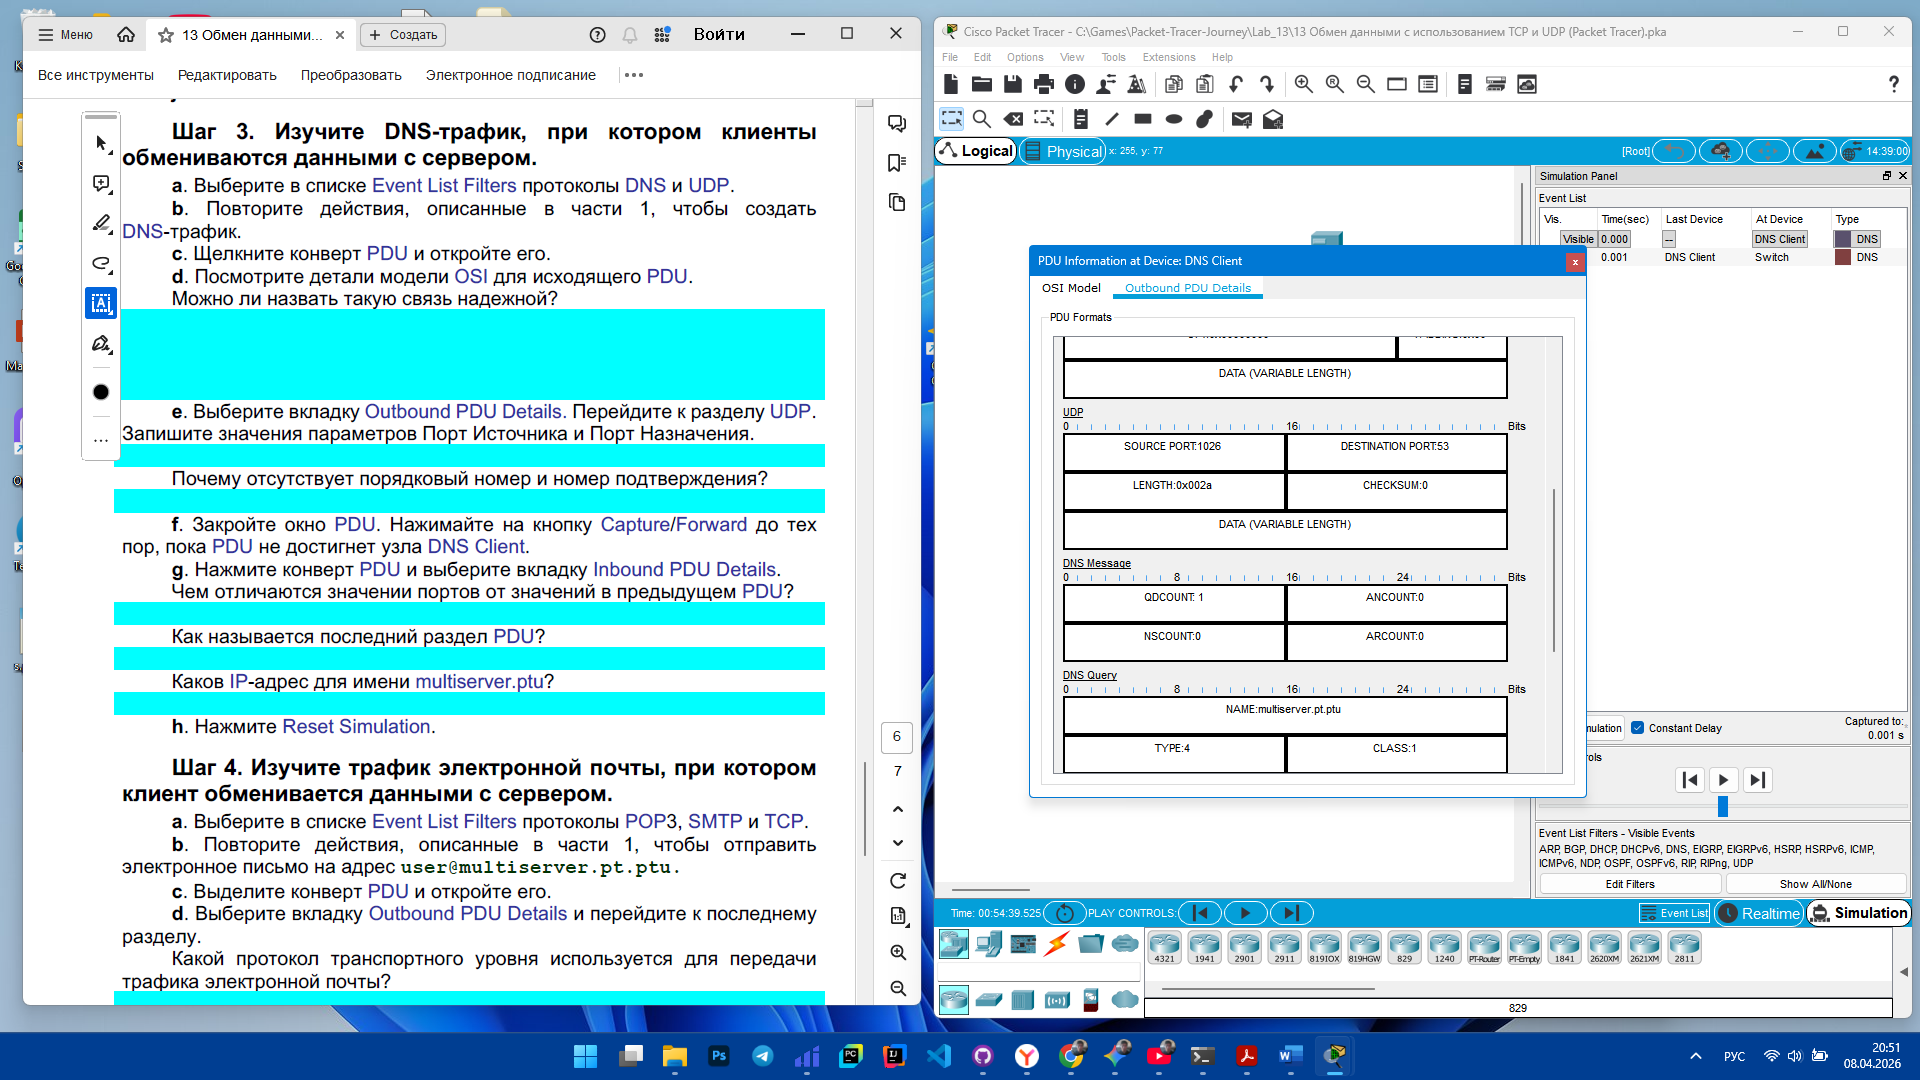 Меню
13 Обмен данными...
Создать
Войти
Все инструменты
Редактировать
Преобразовать
Электронное подписание
Шаг 3. Изучите DNS-трафик, при котором клиенты
обмениваются данными с сервером.
a. Выберите в списке Event List Filters протоколы DNS и UDP.
b. Повторите действия, описанные в части 1, чтобы создать
DNS-трафик.
c. Щелкните конверт PDU и откройте его.
d. Посмотрите детали модели OSI для исходящего PDU.
Можно ли назвать такую связь надежной?
e. Выберите вкладку Outbound PDU Details. Перейдите к разделу UDP.
Запишите значения параметров Порт Источника и Порт Назначения.
Почему отсутствует порядковый номер и номер подтверждения?
f. Закройте окно PDU. Нажимайте на кнопку Capture/Forward до тех
пор, пока PDU не достигнет узла DNS Client.
g. Нажмите конверт PDU и выберите вкладку Inbound PDU Details.
Чем отличаются значении портов от значений в предыдущем PDU?
Как называется последний раздел PDU?
Каков IP-адрес для имени multiserver.ptu?
h. Нажмите Reset Simulation.
Шаг 4. Изучите трафик электронной почты, при котором
клиент обменивается данными с сервером.
a. Выберите в списке Event List Filters протоколы POP3, SMTP и TCP.
b. Повторите действия, описанные в части 1, чтобы отправить
электронное письмо на адрес user@multiserver.pt.ptu.
c. Выделите конверт PDU и откройте его.
d. Выберите вкладку Outbound PDU Details и перейдите к последнему
разделу.
Какой протокол транспортного уровня используется для передачи
трафика электронной почты?
6
7
1:1
Cisco Packet Tracer - C:\Games\Packet-Tracer-Journey\Lab_13\13 Обмен данными с использованием TCP и UDP (Packet Tracer).pka
File Edit Options View Tools Extensions Help
Logical
Physical
x: 255, y: 77
[Root]
14:39:00
Simulation Panel
Event List
Vis. Time(sec) Last Device At Device Type
Visible 0.000 -- DNS Client DNS
0.001 DNS Client Switch DNS
PDU Information at Device: DNS Client
OSI Model
Outbound PDU Details
PDU Formats
DATA (VARIABLE LENGTH)
UDP
0 16 Bits
SOURCE PORT:1026 DESTINATION PORT:53
LENGTH:0x002a CHECKSUM:0
DATA (VARIABLE LENGTH)
DNS Message
0 8 16 24 Bits
QDCOUNT: 1 ANCOUNT:0
NSCOUNT:0 ARCOUNT:0
DNS Query
0 8 16 24 Bits
NAME:multiserver.pt.ptu
TYPE:4 CLASS:1
mulation
Constant Delay
Captured to:
0.001 s
rols
Event List Filters - Visible Events
ARP, BGP, DHCP, DHCPv6, DNS, EIGRP, EIGRPv6, HSRP, HSRPv6, ICMP,
ICMPv6, NDP, OSPF, OSPFv6, RIP, RIPng, UDP
Edit Filters
Show All/None
Time: 00:54:39.525
PLAY CONTROLS:
Event List
Realtime
Simulation
4321 1941 2901 2911 819IOX 819HGW 829 1240 PT-Router PT-Empty 1841 2620XM 2621XM 2811
829
Ps
PC
IJ
W
РУС
20:51
08.04.2026